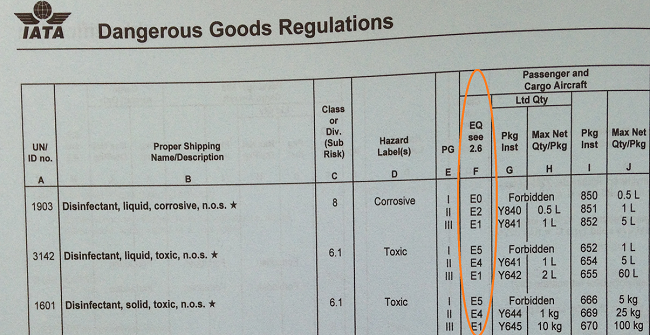 IATA Dangerous Goods Regulations
Passenger and
Cargo Aircraft
Ltd Qty
UN/ ID no. Proper Shipping Name/Description Class or Div. (Sub Risk) Hazard Label(s) PG EQ see 2.6 Pkg Inst Max Net Qty/Pkg Pkg Inst Max Net Qty/Pkg
A B C D E F G H I J
1903 Disinfectant, liquid, corrosive, n.o.s. ★ 8 Corrosive I E0 Forbidden 850 0.5 L
II E2 Y840 0.5 L 851 1 L
III E1 Y841 1 L 852 5 L
3142 Disinfectant, liquid, toxic, n.o.s. ★ 6.1 Toxic I E5 Forbidden 652 1 L
II E4 Y641 1 L 654 5 L
III E1 Y642 2 L 655 60 L
1601 Disinfectant, solid, toxic, n.o.s. ★ 6.1 Toxic I E5 Forbidden 666 5 kg
II E4 Y644 1 kg 669 25 kg
III E1 Y645 10 kg 670 100 kg